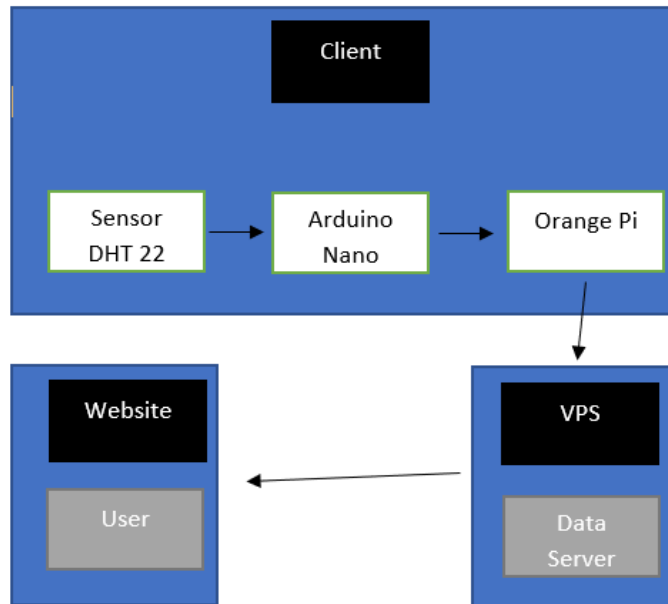 Client
Sensor
DHT 22
Arduino
Nano
Orange Pi
Website
User
VPS
Data
Server